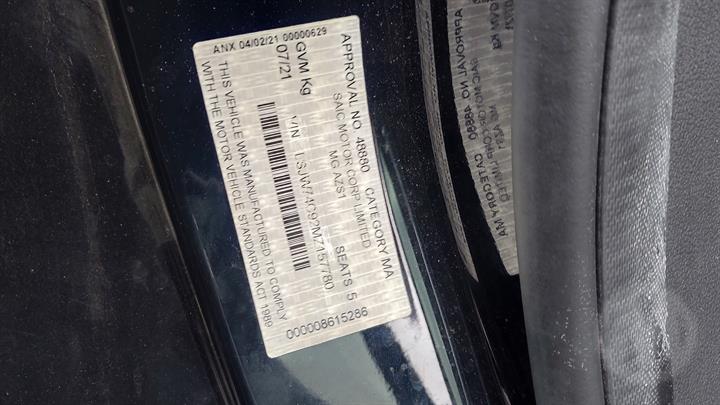 APPROVAL NO 48880 CATEGORY MA
SAIC MOTOR CORP LIMITED
MG AZS1 SEATS 5
GVM Kg
07/21 VIN LSJW74C92MZ157780
THIS VEHICLE WAS MANUFACTURED TO COMPLY
WITH THE MOTOR VEHICLE STANDARDS ACT 1989
ANX 04/02/21 00000629
000008615286